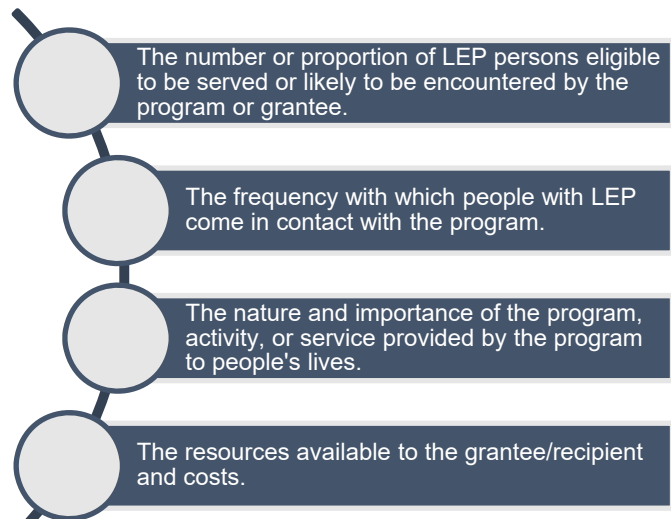 The number or proportion of LEP persons eligible
to be served or likely to be encountered by the
program or grantee.
The frequency with which people with LEP
come in contact with the program.
The nature and importance of the program,
activity, or service provided by the program
to people's lives.
The resources available to the grantee/recipient
and costs.